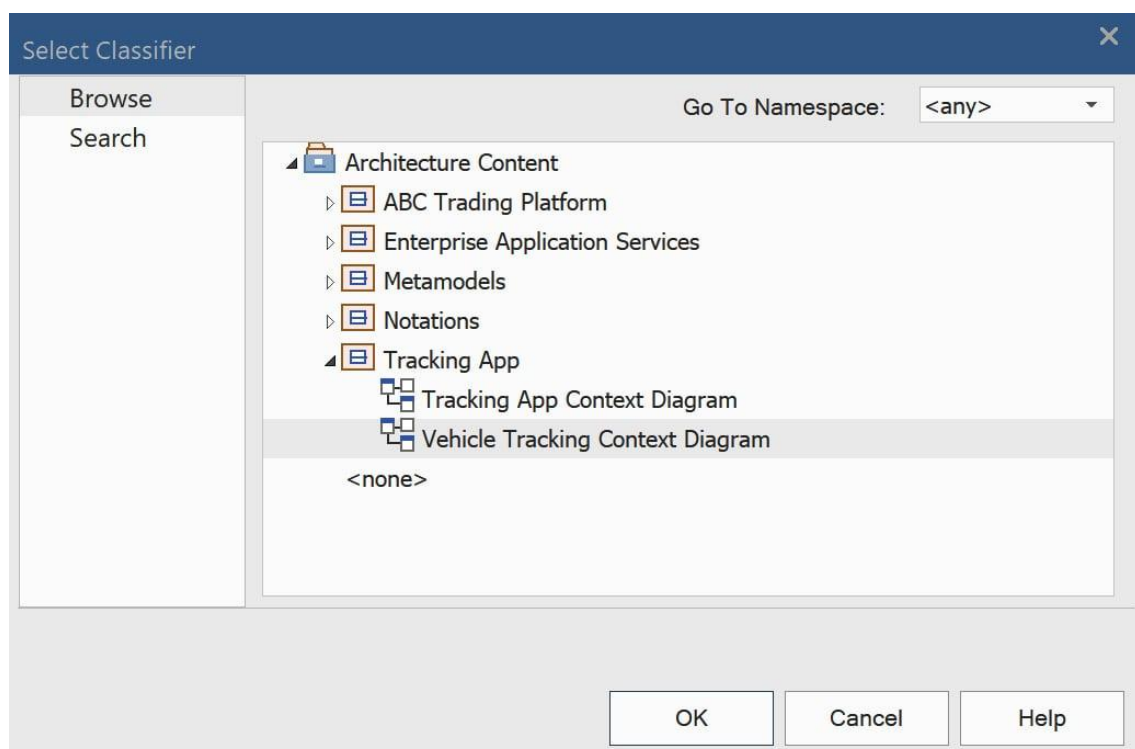 Select Classifier
Browse
Search
Go To Namespace: <any>
Architecture Content
ABC Trading Platform
Enterprise Application Services
Metamodels
Notations
Tracking App
Tracking App Context Diagram
Vehicle Tracking Context Diagram
<none>
OK Cancel Help